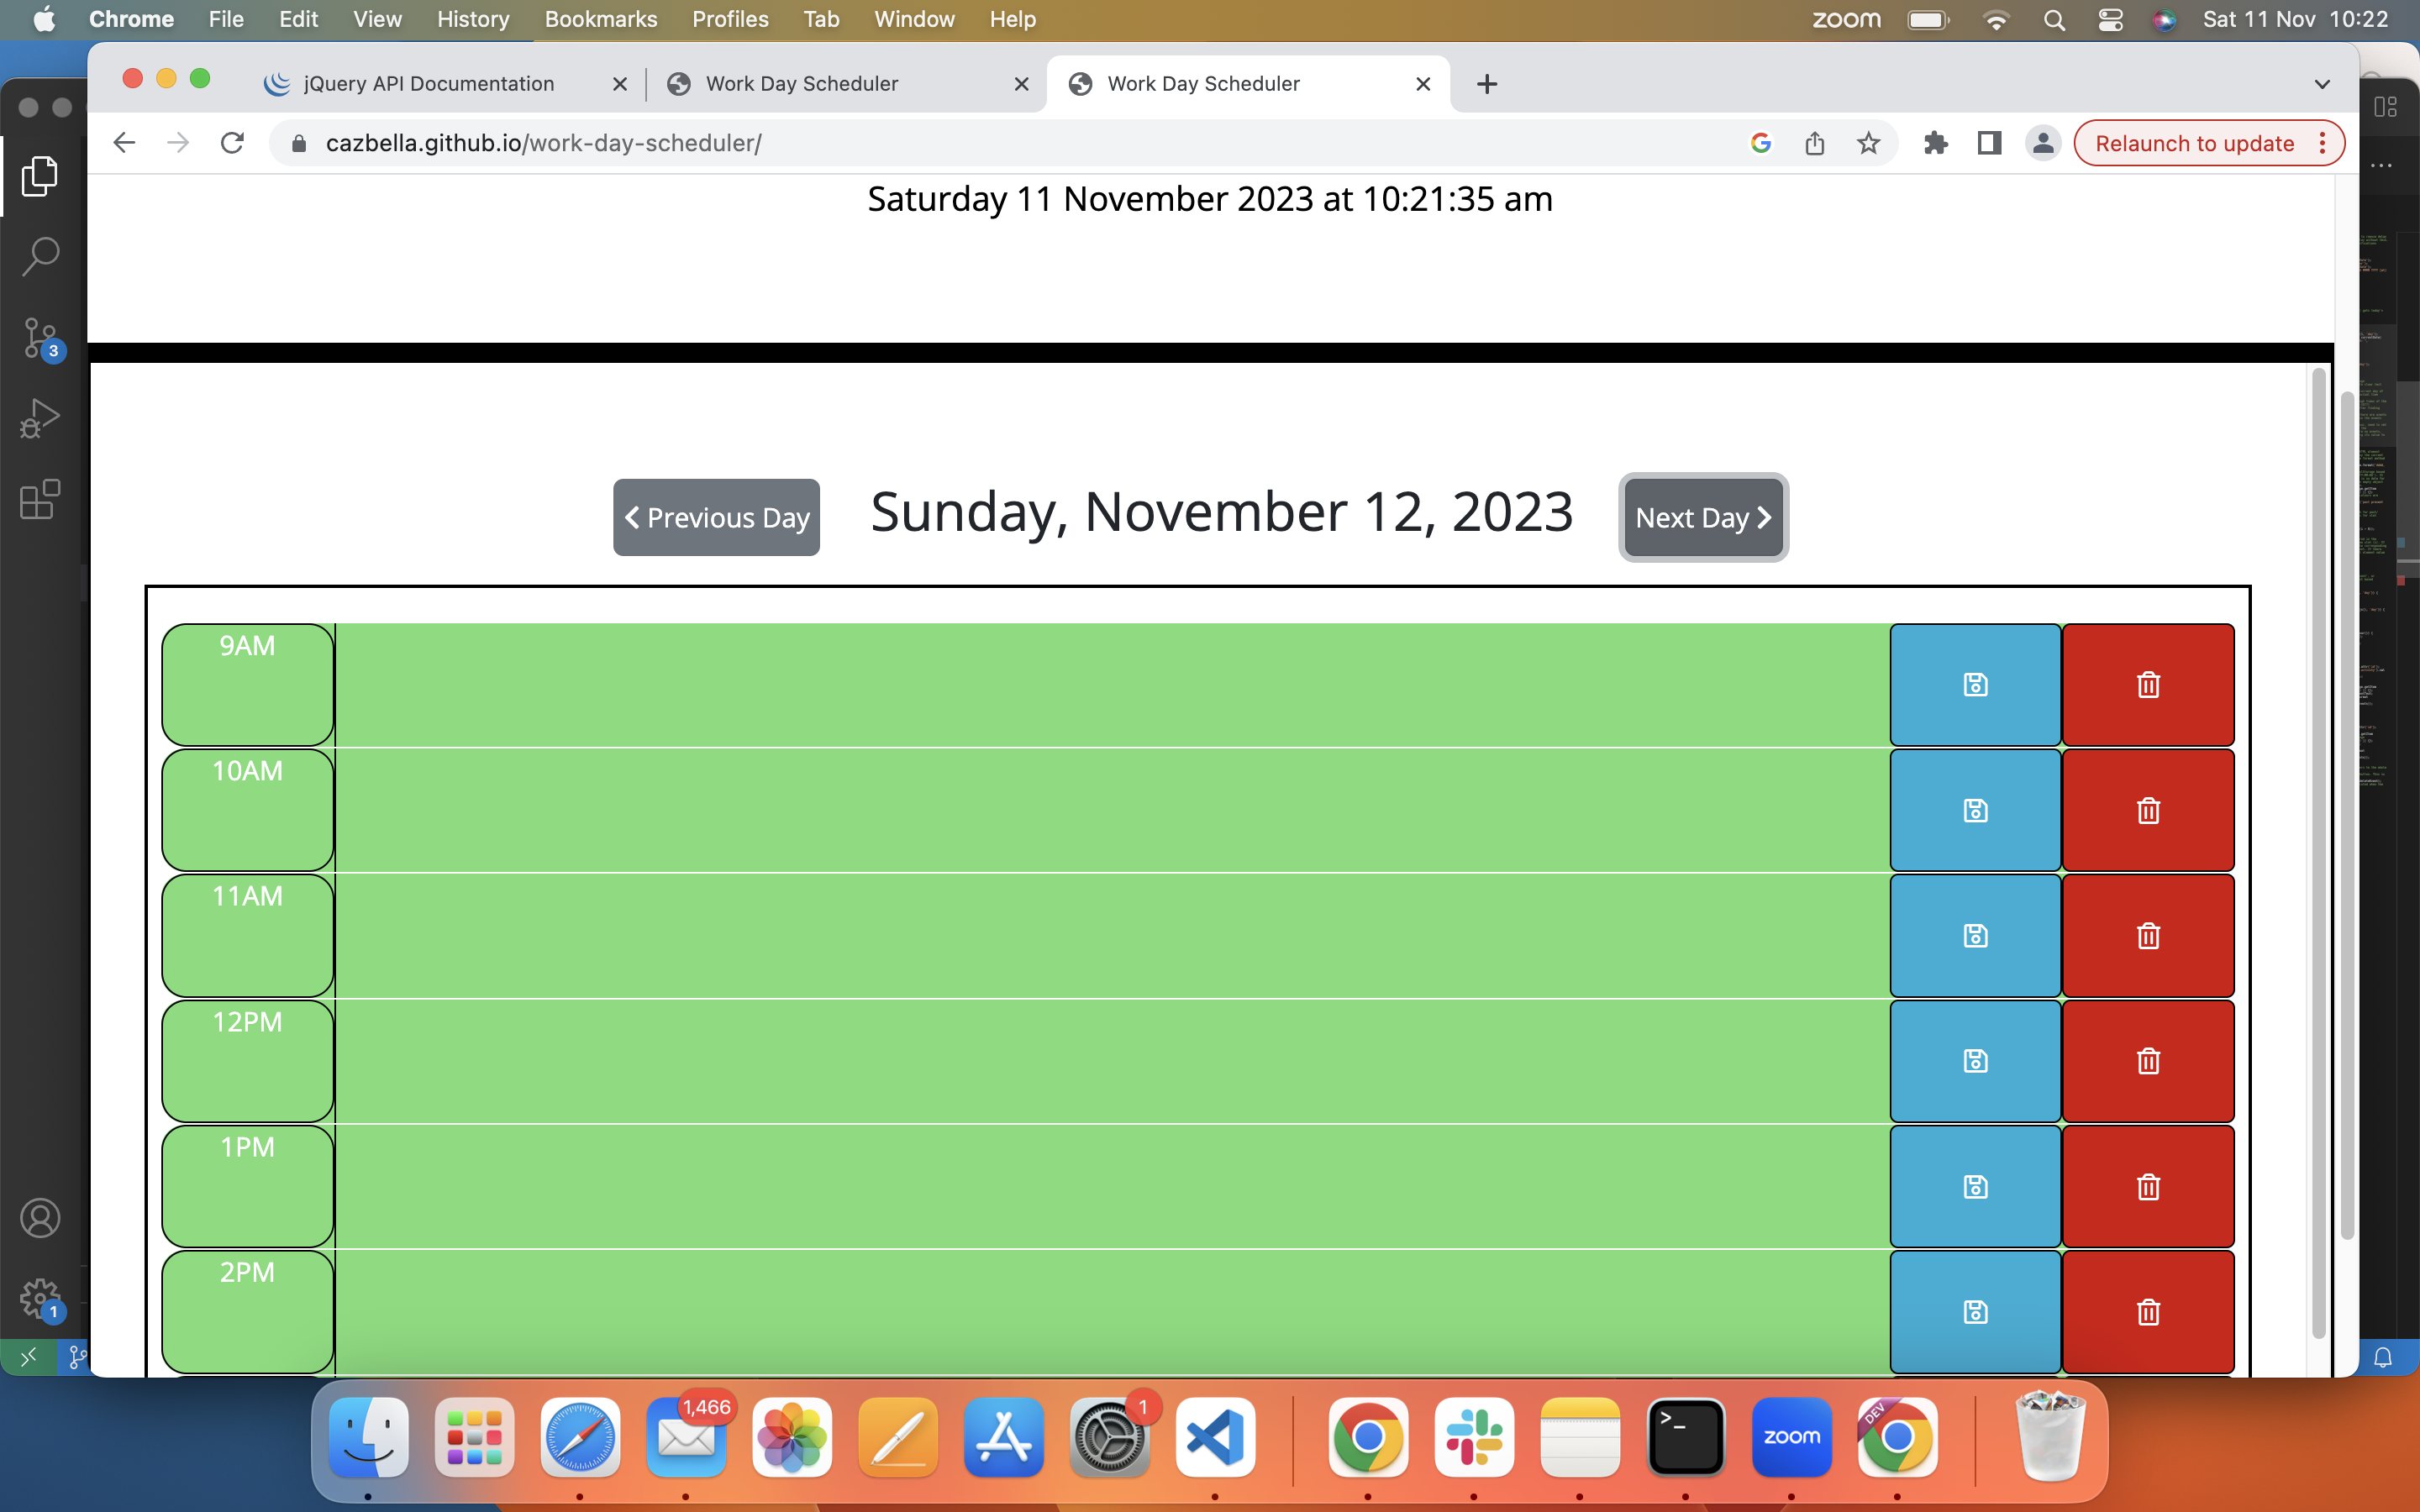 Chrome File Edit View History Bookmarks Profiles Tab Window Help zoom Sat 11 Nov 10:22
jQuery API Documentation Work Day Scheduler Work Day Scheduler
cazbella.github.io/work-day-scheduler/ Relaunch to update
Saturday 11 November 2023 at 10:21:35 am
3
Previous Day Sunday, November 12, 2023 Next Day
9AM
10AM
11AM
12PM
1PM
2PM
1
1,466 1
>_ zoom DEV